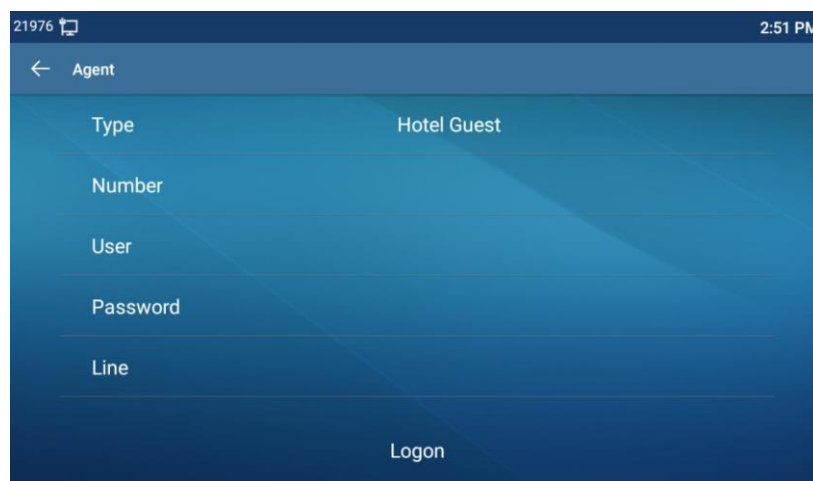 21976 2:51 PM
Agent
Type Hotel Guest
Number
User
Password
Line
Logon